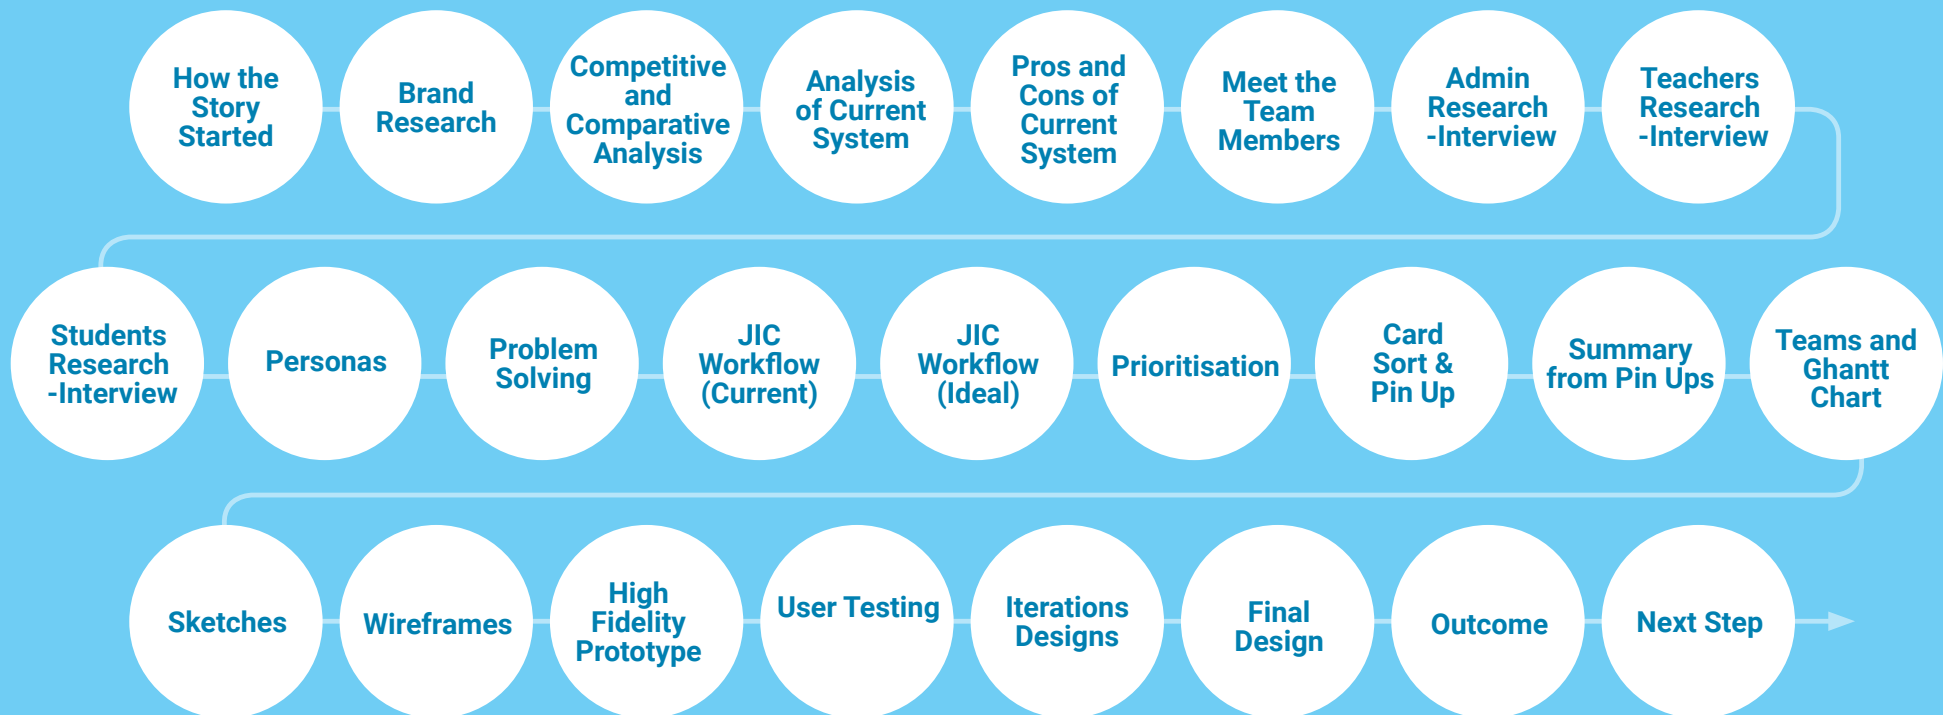 How the
Story
Started
Brand
Research
Competitive
and
Comparative
Analysis
Analysis
of Current
System
Pros and
Cons of
Current
System
Meet the
Team
Members
Admin
Research
-Interview
Teachers
Research
-Interview
Students
Research
-Interview
Personas
Problem
Solving
JIC
Workflow
(Current)
JIC
Workflow
(Ideal)
Prioritisation
Card
Sort &
Pin Up
Summary
from Pin Ups
Teams and
Ghantt
Chart
Sketches
Wireframes
High
Fidelity
Prototype
User Testing
Iterations
Designs
Final
Design
Outcome
Next Step